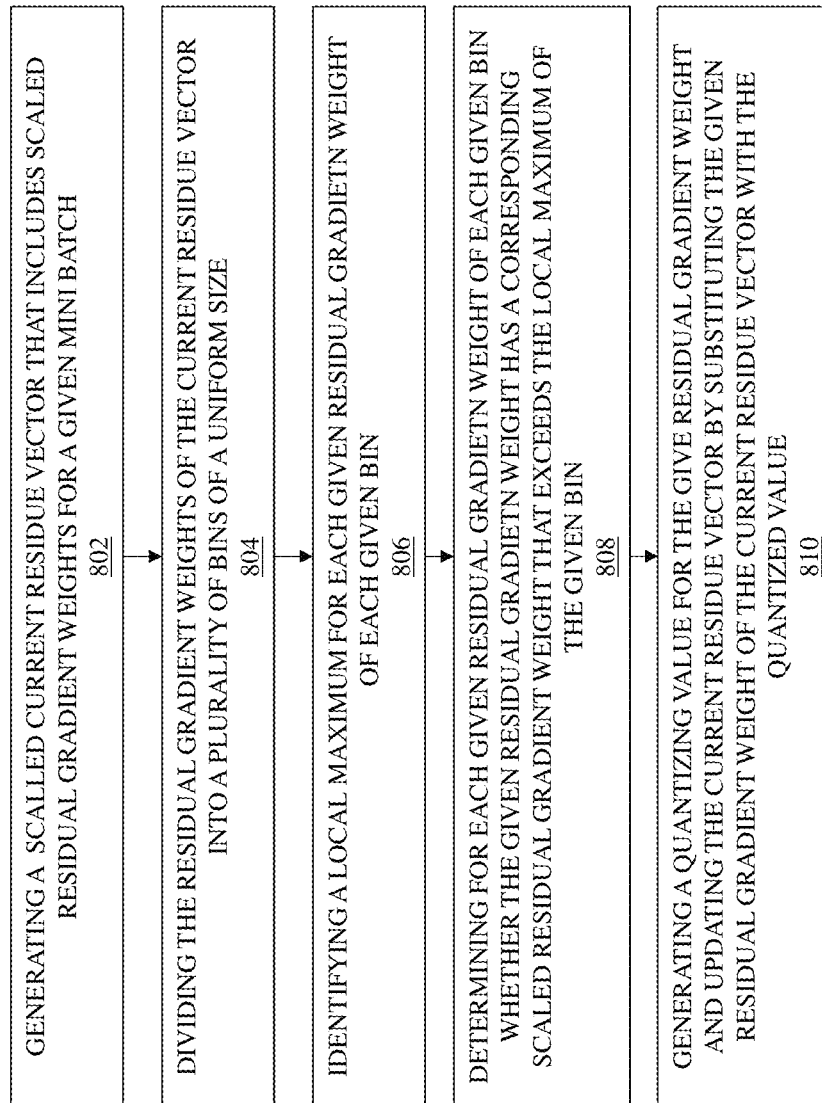 GENERATING A SCALLED CURRENT RESIDUE VECTOR THAT INCLUDES SCALED
RESIDUAL GRADIENT WEIGHTS FOR A GIVEN MINI BATCH
802
DIVIDING THE RESIDUAL GRADIENT WEIGHTS OF THE CURRENT RESIDUE VECTOR
INTO A PLURALITY OF BINS OF A UNIFORM SIZE
804
IDENTIFYING A LOCAL MAXIMUM FOR EACH GIVEN RESIDUAL GRADIETN WEIGHT
OF EACH GIVEN BIN
806
DETERMINING FOR EACH GIVEN RESIDUAL GRADIETN WEIGHT OF EACH GIVEN BIN
WHETHER THE GIVEN RESIDUAL GRADIETN WEIGHT HAS A CORRESPONDING
SCALED RESIDUAL GRADIENT WEIGHT THAT EXCEEDS THE LOCAL MAXIMUM OF
THE GIVEN BIN
808
GENERATING A QUANTIZING VALUE FOR THE GIVE RESIDUAL GRADIENT WEIGHT
AND UPDATING THE CURRENT RESIDUE VECTOR BY SUBSTITUTING THE GIVEN
RESIDUAL GRADIENT WEIGHT OF THE CURRENT RESIDUE VECTOR WITH THE
QUANTIZED VALUE
810